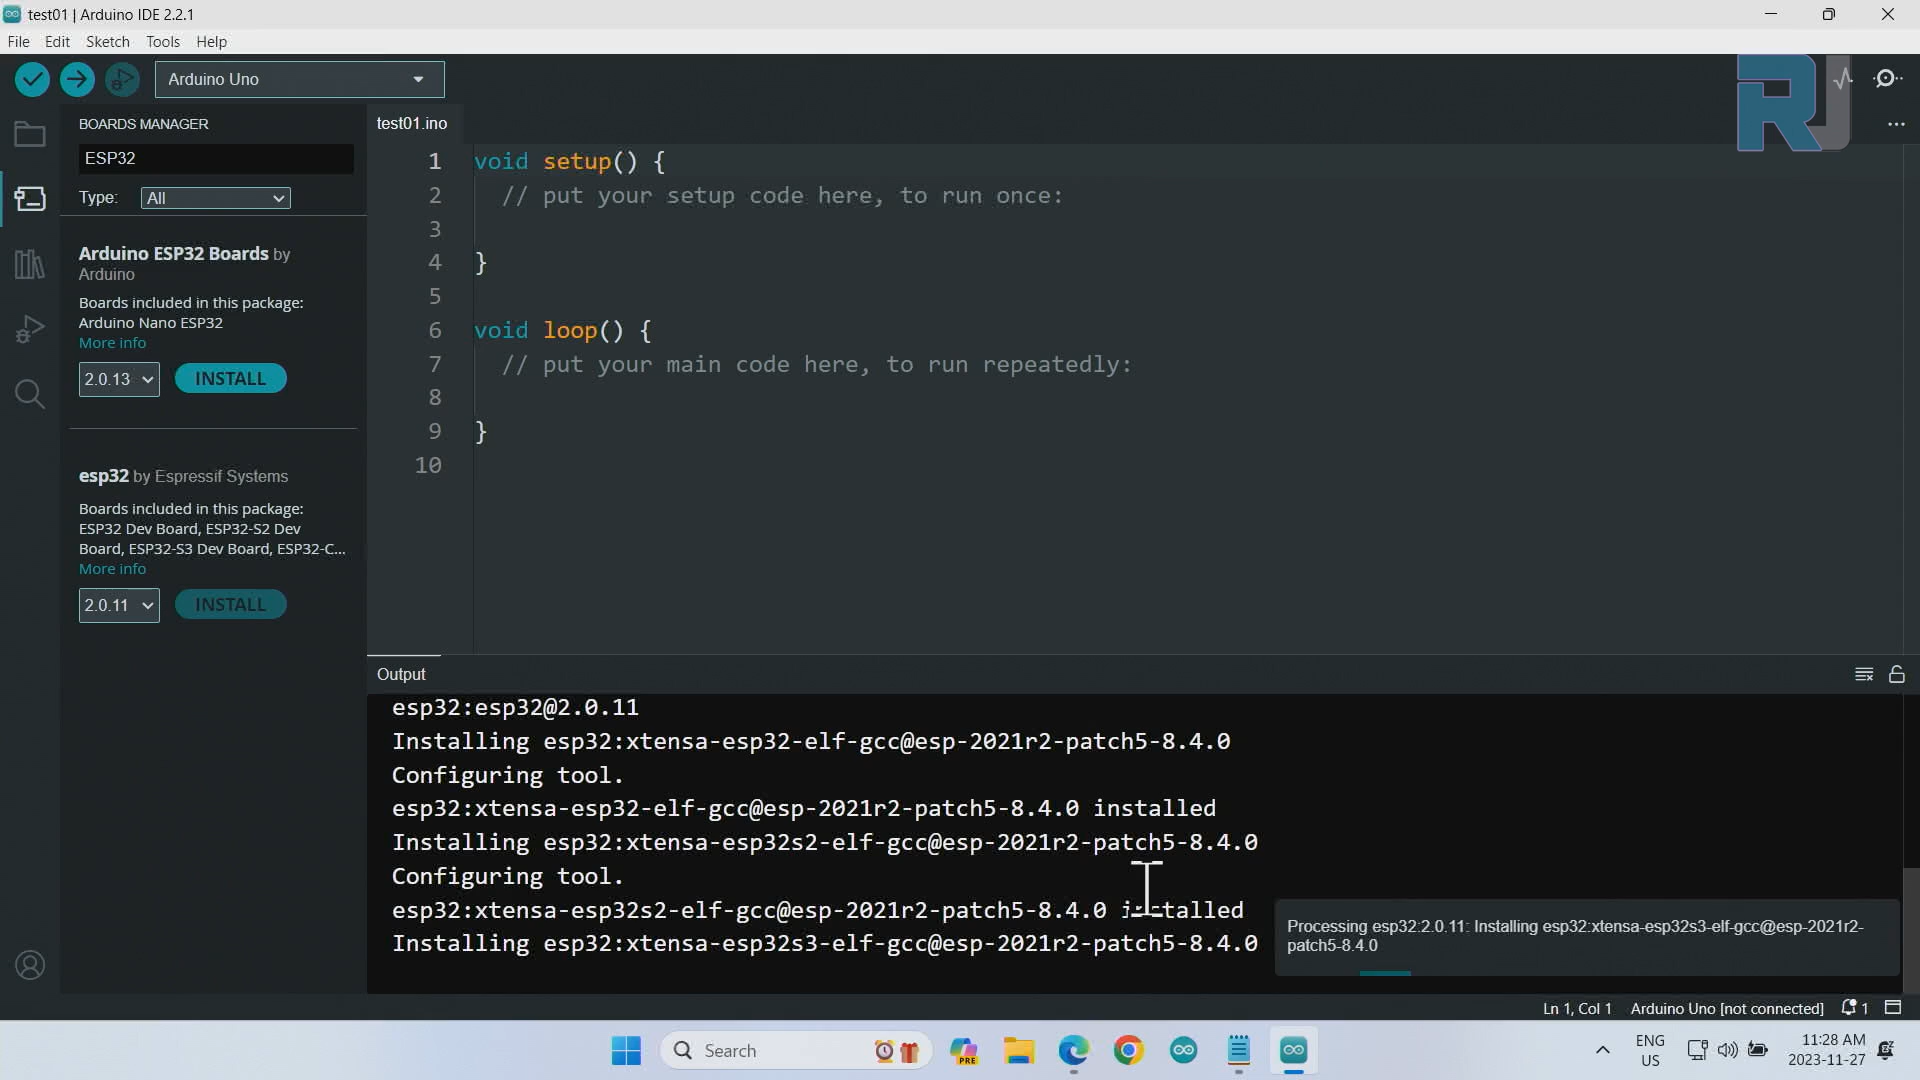 test01 | Arduino IDE 2.2.1
File Edit Sketch Tools Help
Arduino Uno
RJ
BOARDS MANAGER
ESP32
Type: All
Arduino ESP32 Boards by
Arduino
Boards included in this package:
Arduino Nano ESP32
More info
2.0.13 INSTALL
esp32 by Espressif Systems
Boards included in this package:
ESP32 Dev Board, ESP32-S2 Dev
Board, ESP32-S3 Dev Board, ESP32-C...
More info
2.0.11 INSTALL
test01.ino
1 void setup() {
2 // put your setup code here, to run once:
3
4 }
5
6 void loop() {
7 // put your main code here, to run repeatedly:
8
9 }
10
Output
esp32:esp32@2.0.11
Installing esp32:xtensa-esp32-elf-gcc@esp-2021r2-patch5-8.4.0
Configuring tool.
esp32:xtensa-esp32-elf-gcc@esp-2021r2-patch5-8.4.0 installed
Installing esp32:xtensa-esp32s2-elf-gcc@esp-2021r2-patch5-8.4.0
Configuring tool.
esp32:xtensa-esp32s2-elf-gcc@esp-2021r2-patch5-8.4.0 installed
Installing esp32:xtensa-esp32s3-elf-gcc@esp-2021r2-patch5-8.4.0
Processing esp32:2.0.11: Installing esp32:xtensa-esp32s3-elf-gcc@esp-2021r2-
patch5-8.4.0
Ln 1, Col 1 Arduino Uno [not connected] 1
Search
PRE
ENG
US
11:28 AM
2023-11-27